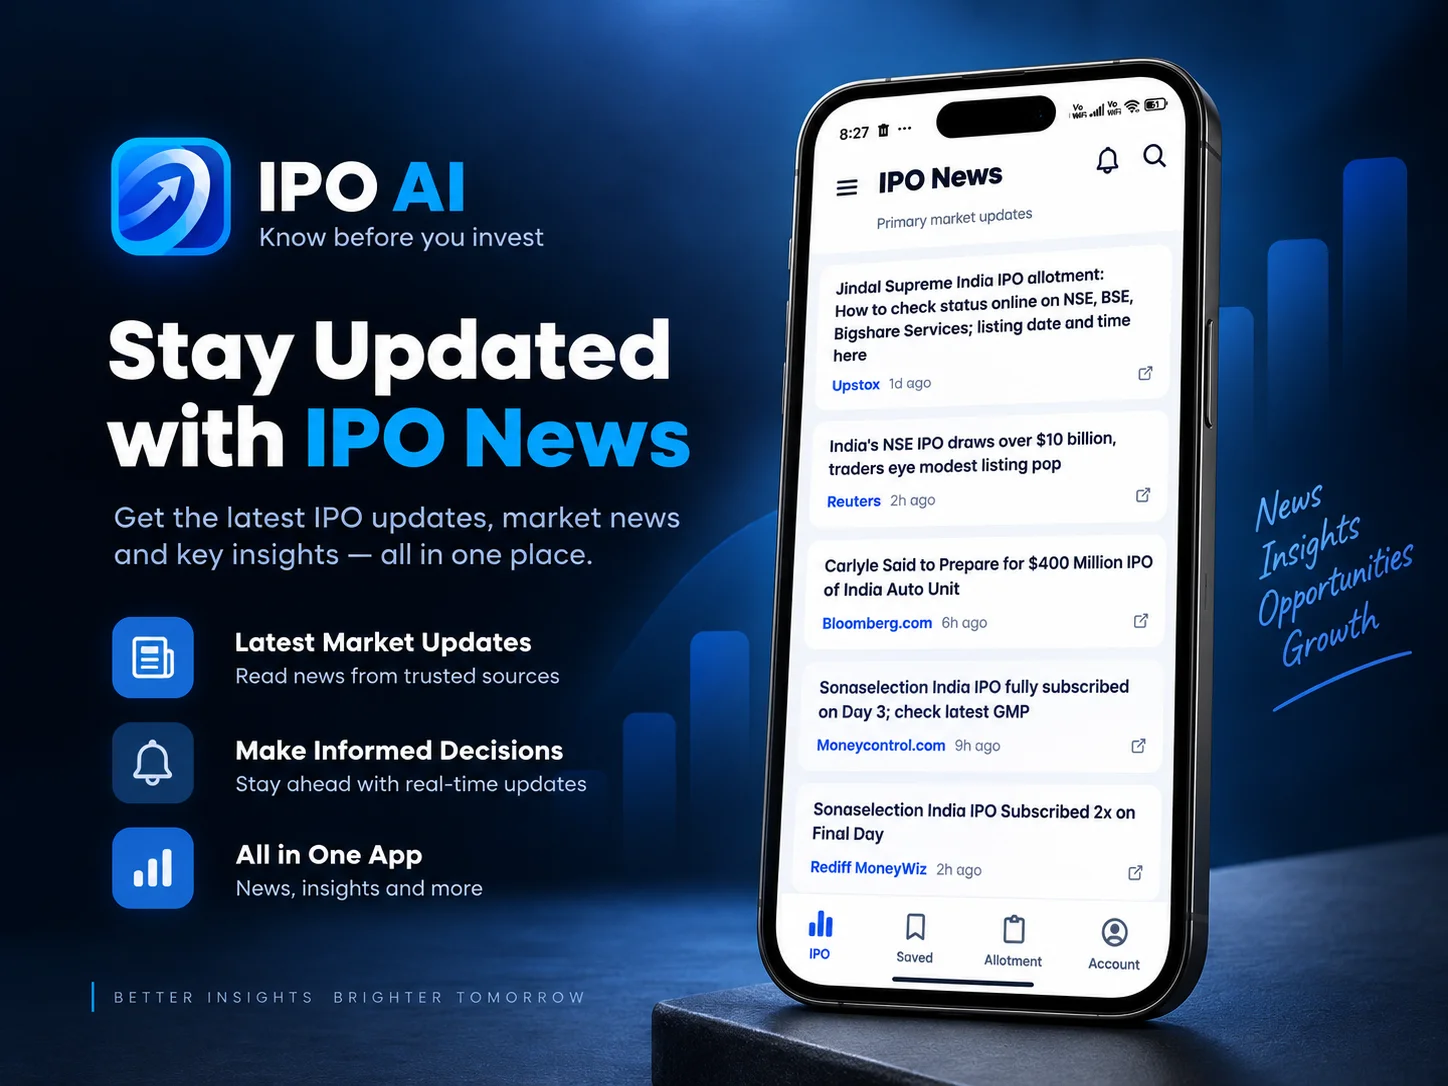 IPO AI
Know before you invest
Stay Updated
with IPO News
Get the latest IPO updates, market news
and key insights — all in one place.
Latest Market Updates
Read news from trusted sources
Make Informed Decisions
Stay ahead with real-time updates
All in One App
News, insights and more
BETTER INSIGHTS BRIGHTER TOMORROW
8:27
Vo
WiFi
Vo
WiFi
61
IPO News
Primary market updates
Jindal Supreme India IPO allotment:
How to check status online on NSE, BSE,
Bigshare Services; listing date and time
here
Upstox 1d ago
India's NSE IPO draws over $10 billion,
traders eye modest listing pop
Reuters 2h ago
Carlyle Said to Prepare for $400 Million IPO
of India Auto Unit
Bloomberg.com 6h ago
Sonaselection India IPO fully subscribed
on Day 3; check latest GMP
Moneycontrol.com 9h ago
Sonaselection India IPO Subscribed 2x on
Final Day
Rediff MoneyWiz 2h ago
IPO Saved Allotment Account
News
Insights
Opportunities
Growth